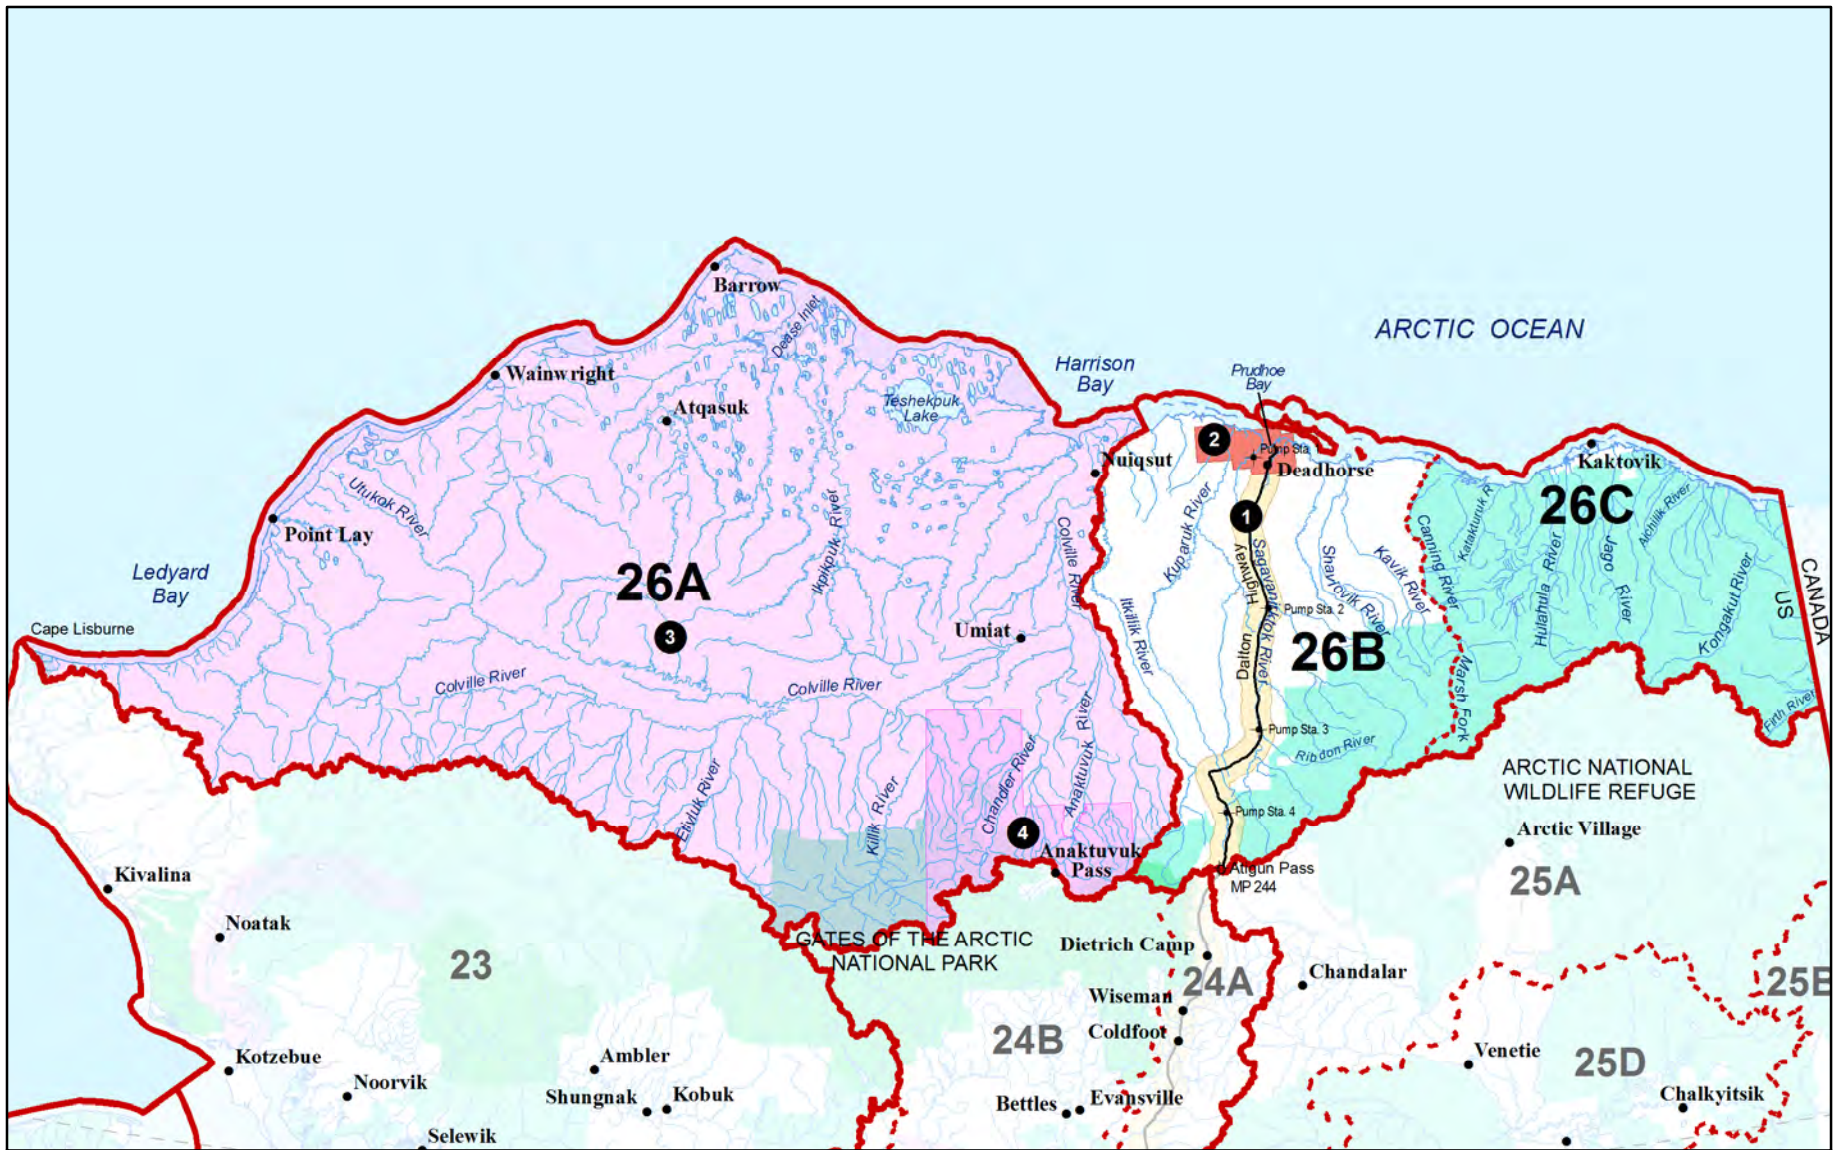 Barrow
Dease Inlet
ARCTIC OCEAN
Harrison
Bay
Prudhoe
Bay
Wainwright
Atqasuk
Teshekpuk
Lake
2
Pump Sta. 1
Deadhorse
Nuiqsut
Kaktovik
26C
Utukok River
Point Lay
Ikpikpuk River
Colville River
Kuparuk River
1
Sagavanirktok River
Dalton Highway
Shaviovik River
Kavik River
Canning River
Katakturuk R
Hulahula River
Jago River
Aichilik River
Kongakut River
CANADA
US
Ledyard
Bay
26A
3
Cape Lisburne
Umiat
Itkillik River
Pump Sta. 2
26B
Marsh Fork
Firth River
Colville River
Colville River
Pump Sta. 3
Ribdon River
Etivluk River
Killik River
Chandler River
Anaktuvuk River
4
Anaktuvuk
Pass
Pump Sta. 4
Atigun Pass
MP 244
ARCTIC NATIONAL
WILDLIFE REFUGE
Arctic Village
25A
Kivalina
Noatak
23
GATES OF THE ARCTIC
NATIONAL PARK
Dietrich Camp
24A
Chandalar
25B
Wiseman
Coldfoot
24B
Kotzebue
Noorvik
Ambler
Shungnak
Kobuk
Bettles
Evansville
Venetie
25D
Chalkyitsik
Selewik